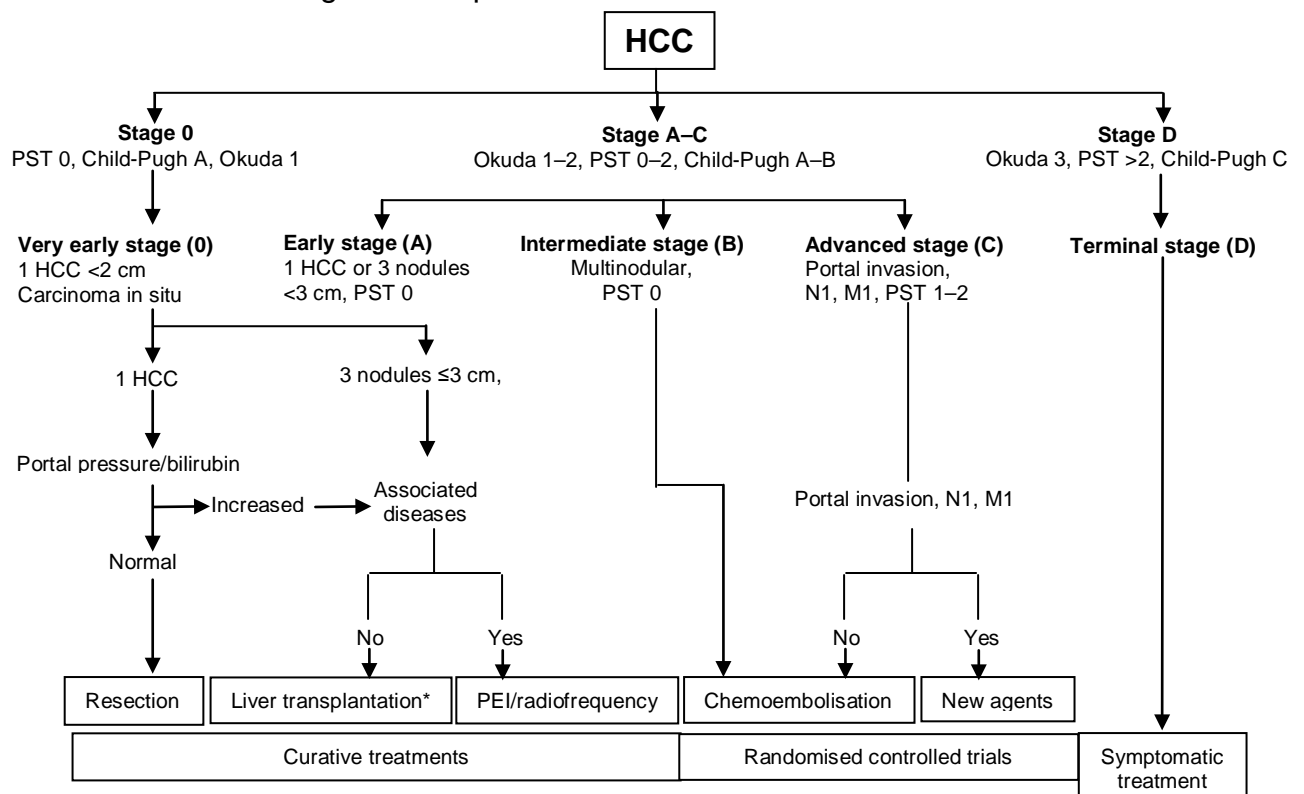 HCC
Stage 0
PST 0, Child-Pugh A, Okuda 1
Stage A–C
Okuda 1–2, PST 0–2, Child-Pugh A–B
Stage D
Okuda 3, PST >2, Child-Pugh C
Very early stage (0)
1 HCC <2 cm
Carcinoma in situ
Early stage (A)
1 HCC or 3 nodules
<3 cm, PST 0
Intermediate stage (B)
Multinodular,
PST 0
Advanced stage (C)
Portal invasion,
N1, M1, PST 1–2
Terminal stage (D)
1 HCC
3 nodules ≤3 cm,
Portal pressure/bilirubin
Increased
Associated
diseases
Portal invasion, N1, M1
Normal
No
Yes
No
Yes
Resection
Liver transplantation*
PEI/radiofrequency
Chemoembolisation
New agents
Curative treatments
Randomised controlled trials
Symptomatic
treatment